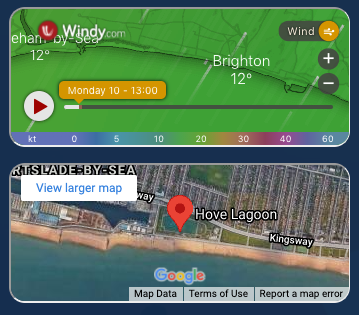 eham-by-Sea
Windy.com
Wind
12°
Brighton
12°
+
−
Monday 10 - 13:00
kt 0 5 10 20 30 40 60
RTSLADE-BY-SEA
View larger map
way
Hove Lagoon
Kingsway
Google
Map Data Terms of Use Report a map error